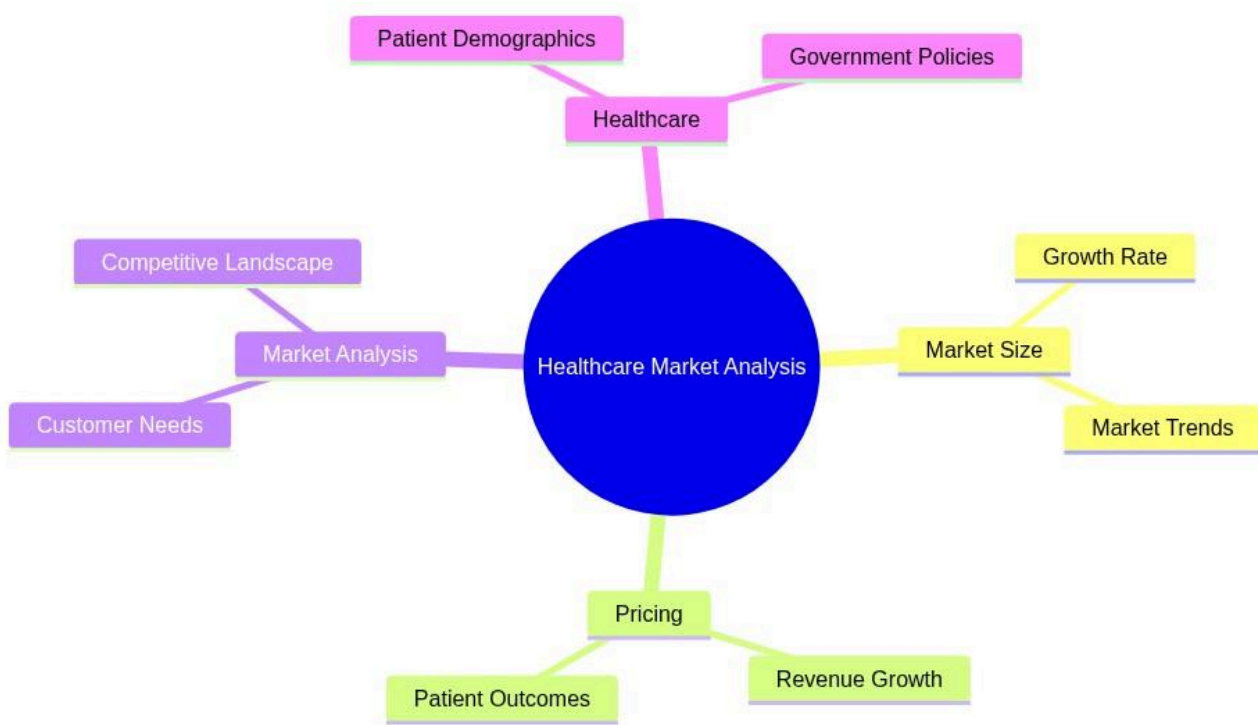 Patient Demographics
Government Policies
Healthcare
Competitive Landscape
Growth Rate
Market Analysis
Market Size
Healthcare Market Analysis
Customer Needs
Market Trends
Pricing
Patient Outcomes
Revenue Growth